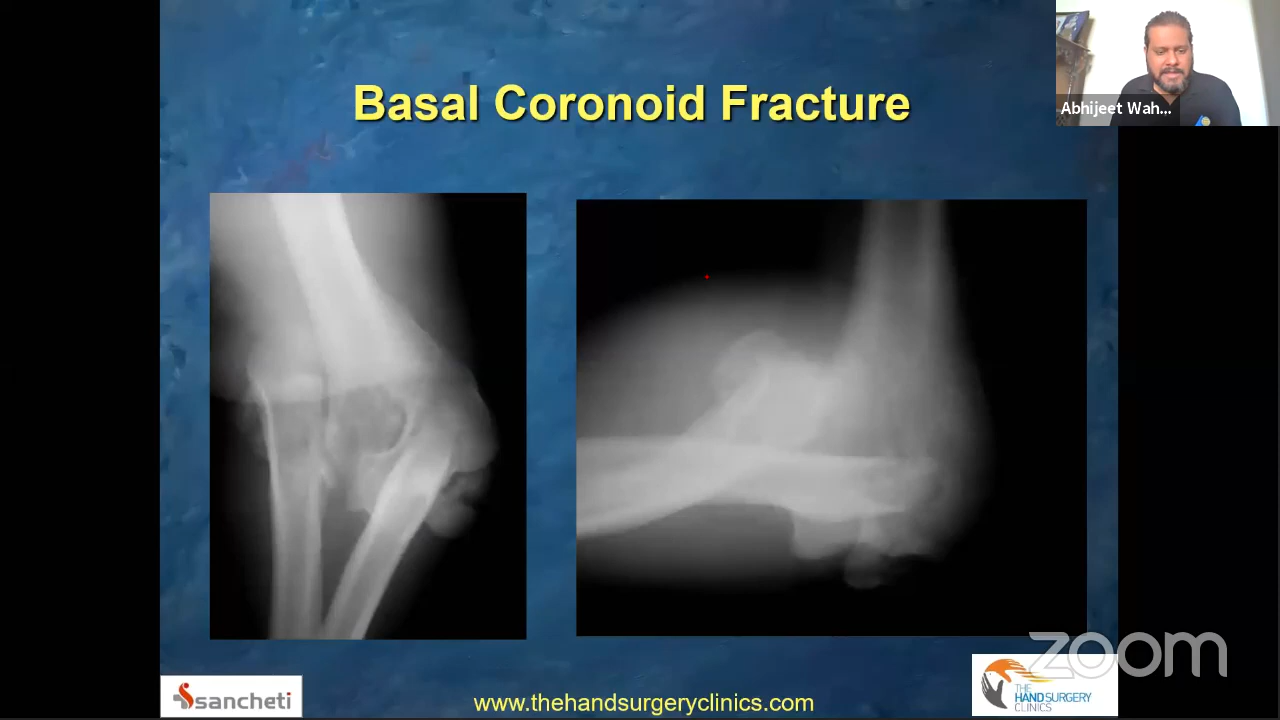 Basal Coronoid Fracture
Abhijeet Wah...
sancheti
www.thehandsurgeryclinics.com
THE
HAND SURGERY
CLINICS
zoom